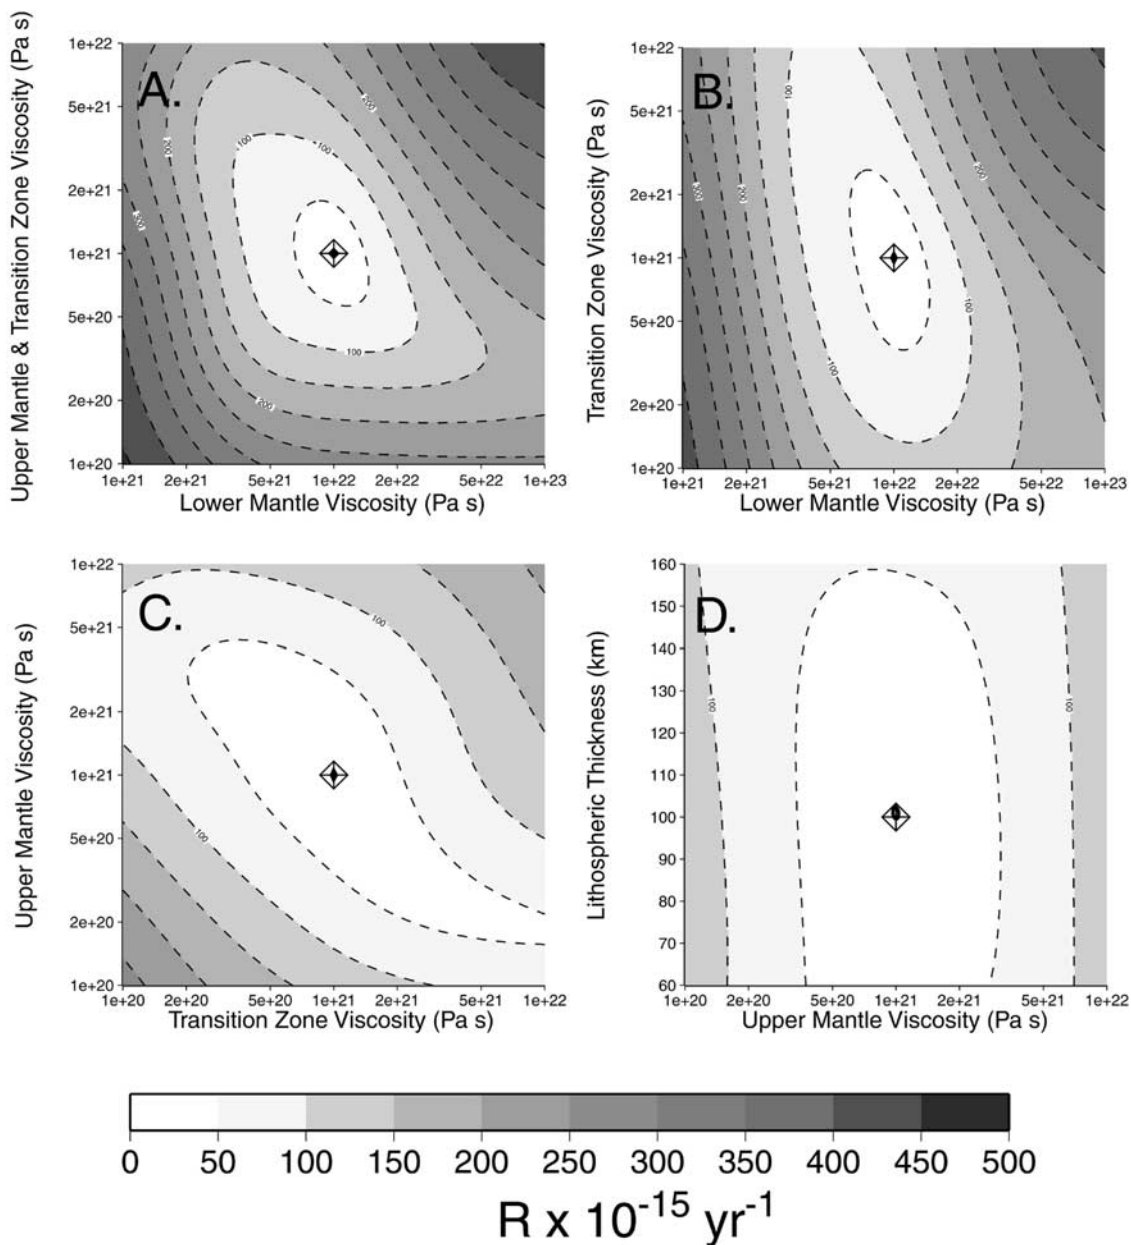 A.
Upper Mantle & Transition Zone Viscosity (Pa s)
1e+22
5e+21
2e+21
1e+21
5e+20
2e+20
1e+20
200
200
300
100
100
100
200
1e+21 2e+21 5e+21 1e+22 2e+22 5e+22 1e+23
Lower Mantle Viscosity (Pa s)
B.
Transition Zone Viscosity (Pa s)
1e+22
5e+21
2e+21
1e+21
5e+20
2e+20
1e+20
100
300
200
200
100
1e+21 2e+21 5e+21 1e+22 2e+22 5e+22 1e+23
Lower Mantle Viscosity (Pa s)
C.
Upper Mantle Viscosity (Pa s)
1e+22
5e+21
2e+21
1e+21
5e+20
2e+20
1e+20
100
100
1e+20 2e+20 5e+20 1e+21 2e+21 5e+21 1e+22
Transition Zone Viscosity (Pa s)
D.
Lithospheric Thickness (km)
160
150
140
130
120
110
100
90
80
70
60
100
100
1e+20 2e+20 5e+20 1e+21 2e+21 5e+21 1e+22
Upper Mantle Viscosity (Pa s)
0 50 100 150 200 250 300 350 400 450 500
R x 10⁻¹⁵ yr⁻¹